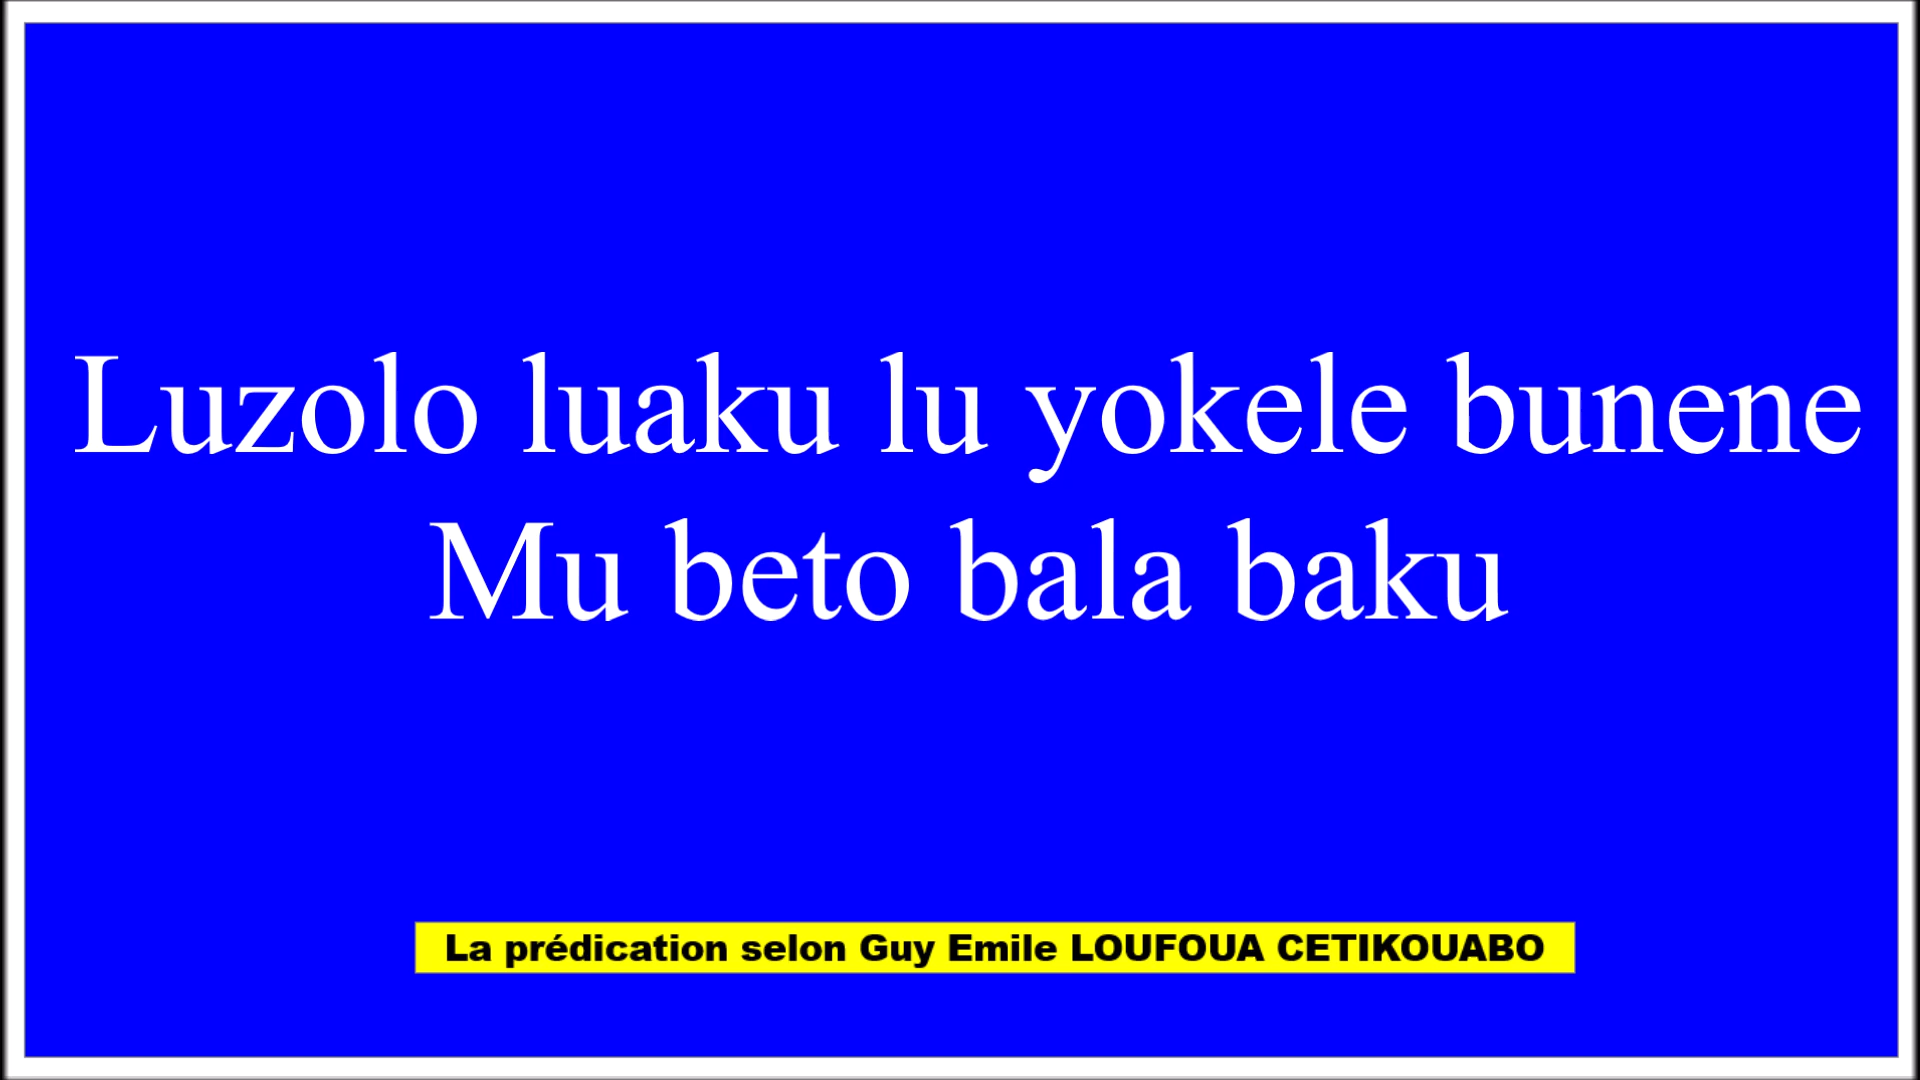 Luzolo luaku lu yokele bunene
Mu beto bala baku
La prédication selon Guy Emile LOUFOUA CETIKOUABO